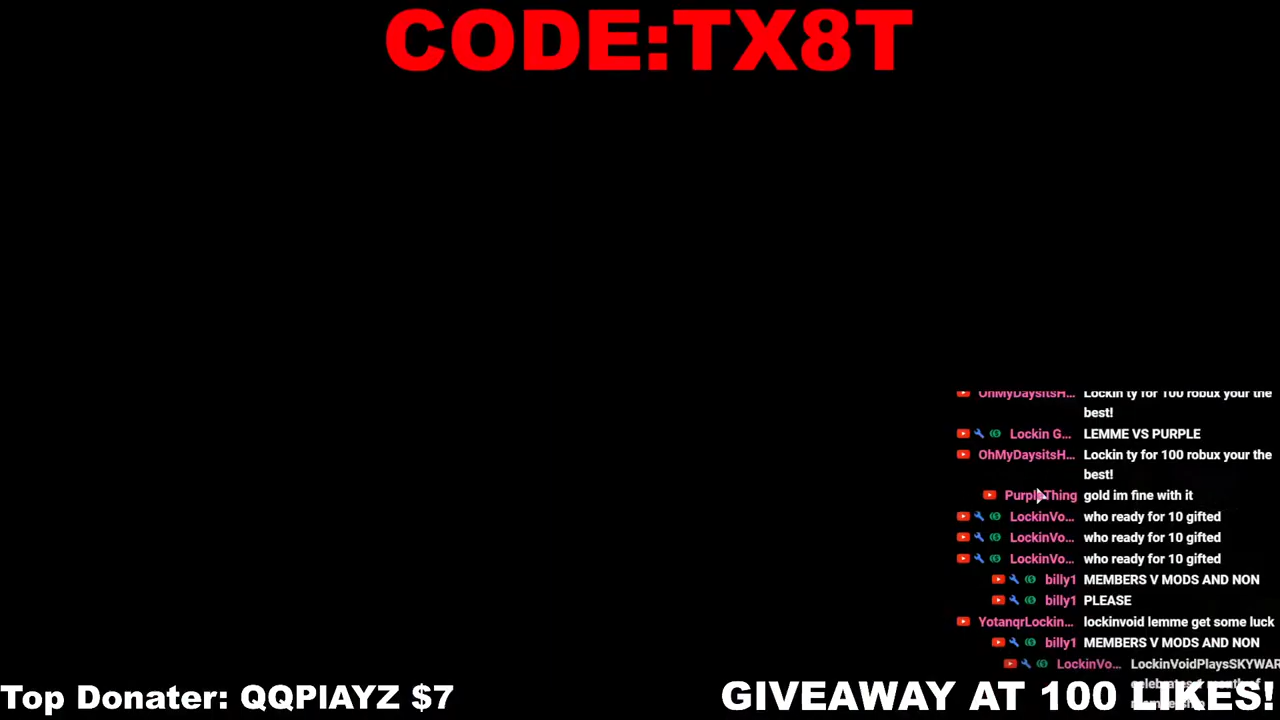 CODE:TX8T
OhMyDaysitsH... Lockin ty for 100 robux your the
best!
Lockin G... LEMME VS PURPLE
OhMyDaysitsH... Lockin ty for 100 robux your the
best!
PurpleThing gold im fine with it
LockinVo... who ready for 10 gifted
LockinVo... who ready for 10 gifted
LockinVo... who ready for 10 gifted
billy1 MEMBERS V MODS AND NON
billy1 PLEASE
YotanqrLockin... lockinvoid lemme get some luck
billy1 MEMBERS V MODS AND NON
LockinVo... LockinVoidPlaysSKYWAR
Top Donater: QQPlAYZ $7
GIVEAWAY AT 100 LIKES!